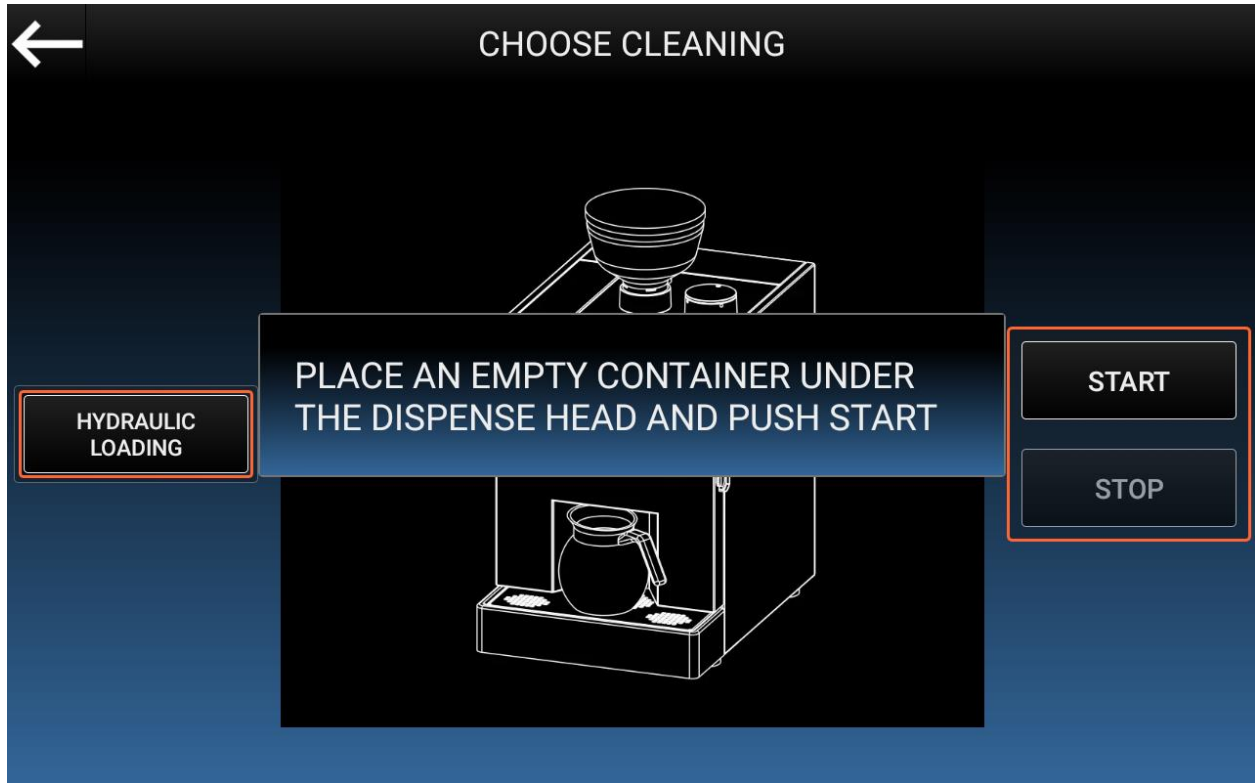 CHOOSE CLEANING
PLACE AN EMPTY CONTAINER UNDER
THE DISPENSE HEAD AND PUSH START
HYDRAULIC
LOADING
START
STOP